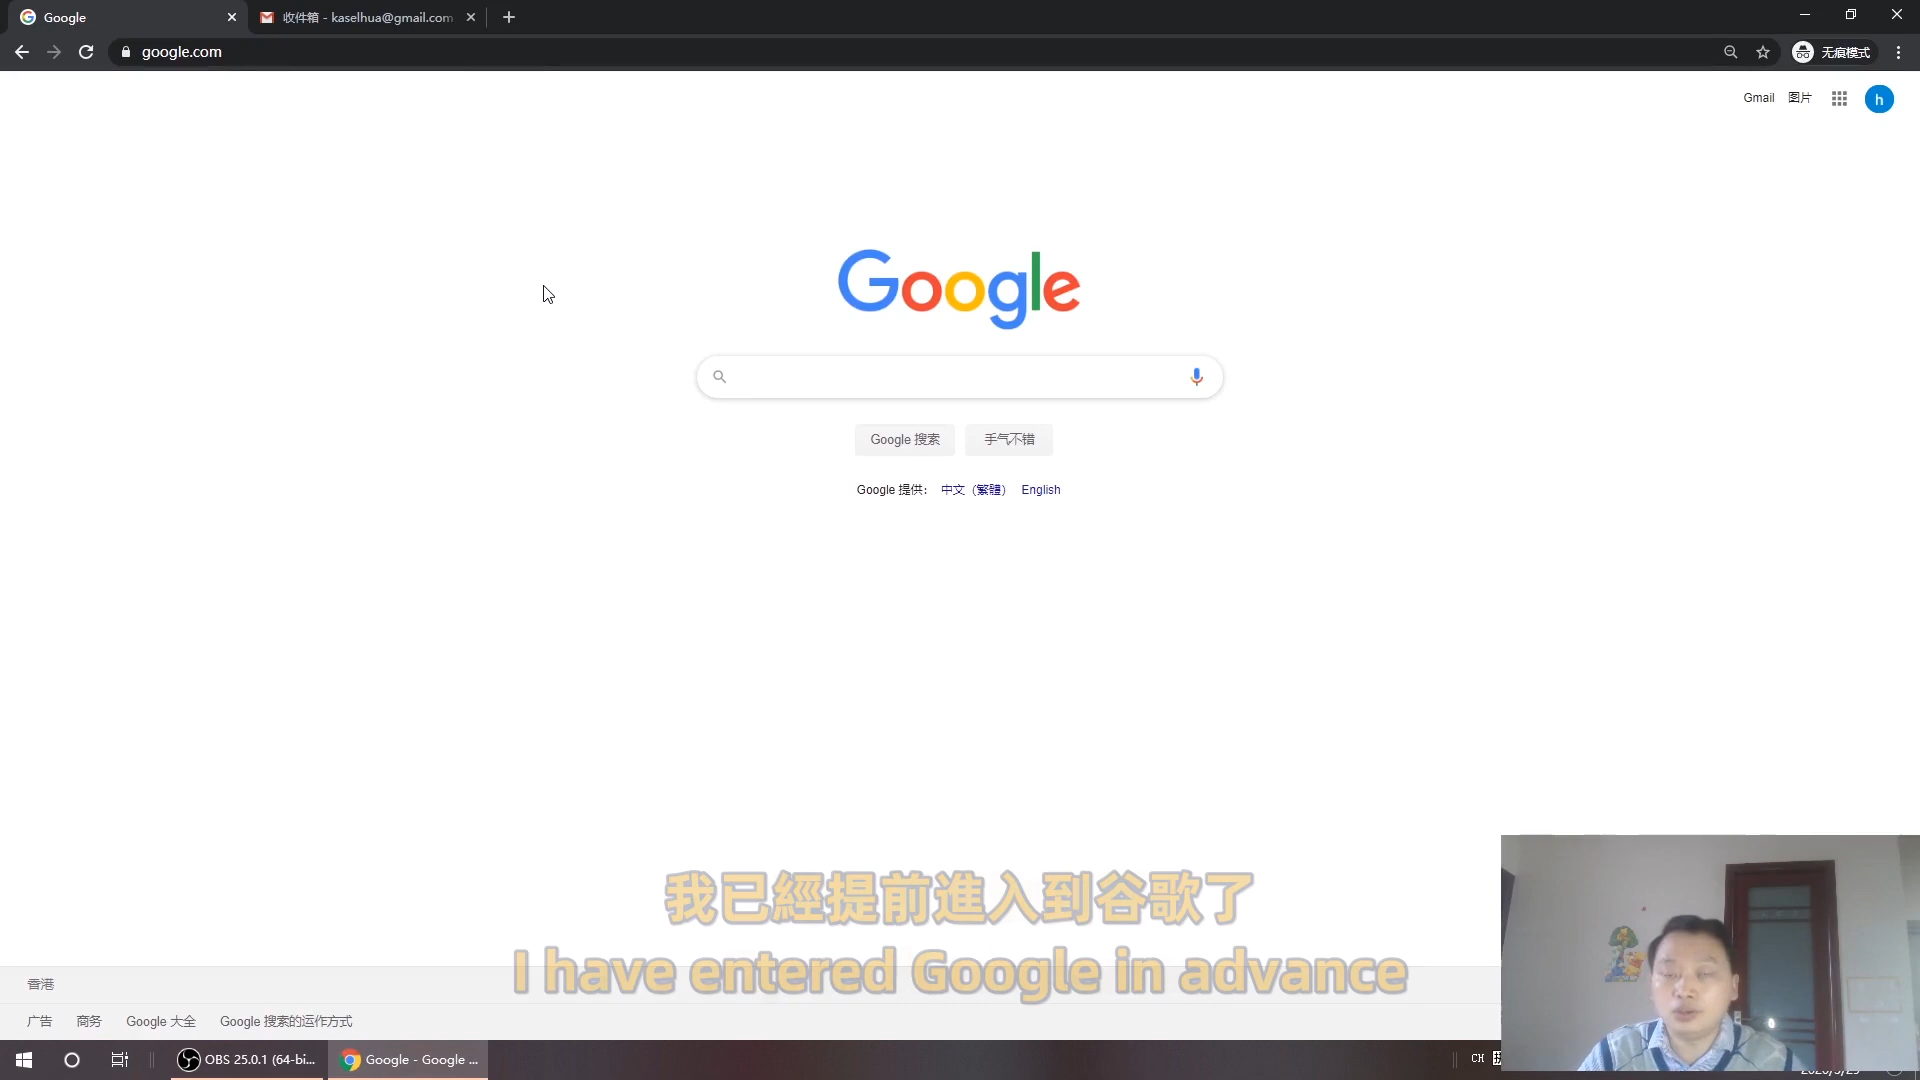 Google
收件箱 - kaselhua@gmail.com
google.com
无痕模式
Gmail 图片
h
Google
Google 搜索 手气不错
Google 提供： 中文（繁體） English
我已經提前進入到谷歌了
I have entered Google in advance
香港
广告 商务 Google 大全 Google 搜索的运作方式
OBS 25.0.1 (64-bi... Google - Google ... CH